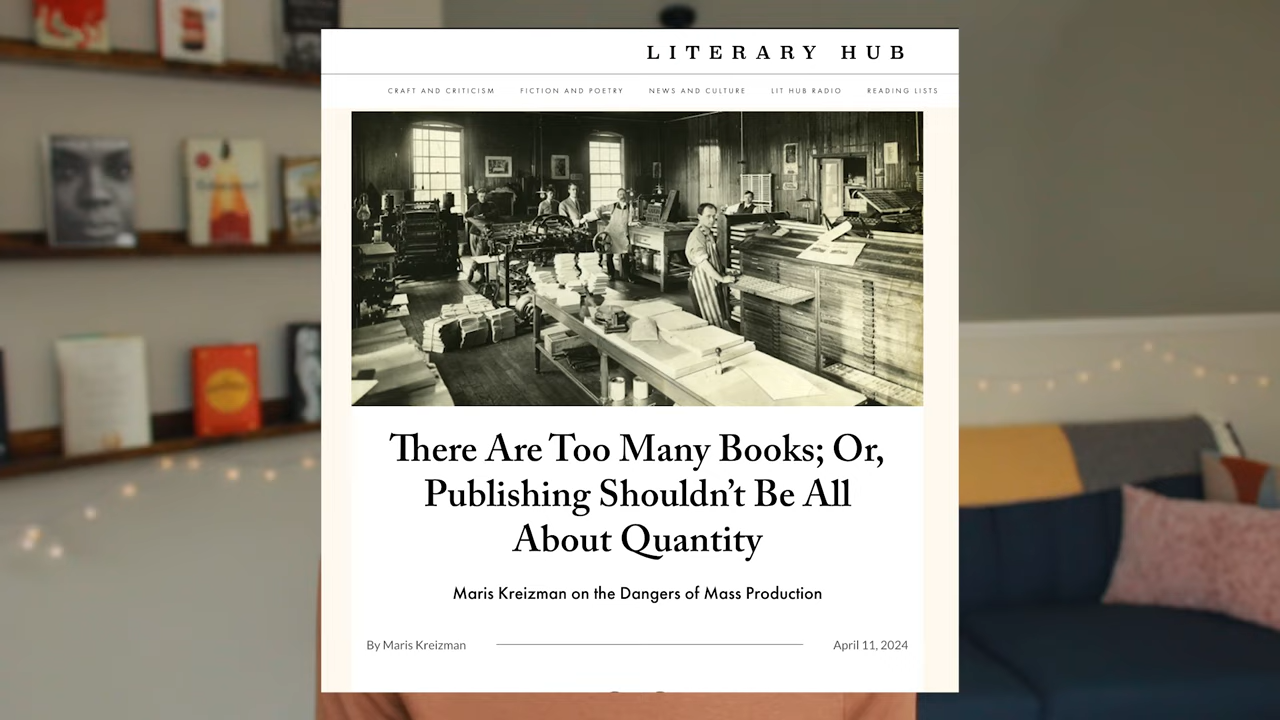 LITERARY HUB
CRAFT AND CRITICISM FICTION AND POETRY NEWS AND CULTURE LIT HUB RADIO READING LISTS
There Are Too Many Books; Or,
Publishing Shouldn’t Be All
About Quantity
Maris Kreizman on the Dangers of Mass Production
By Maris Kreizman April 11, 2024